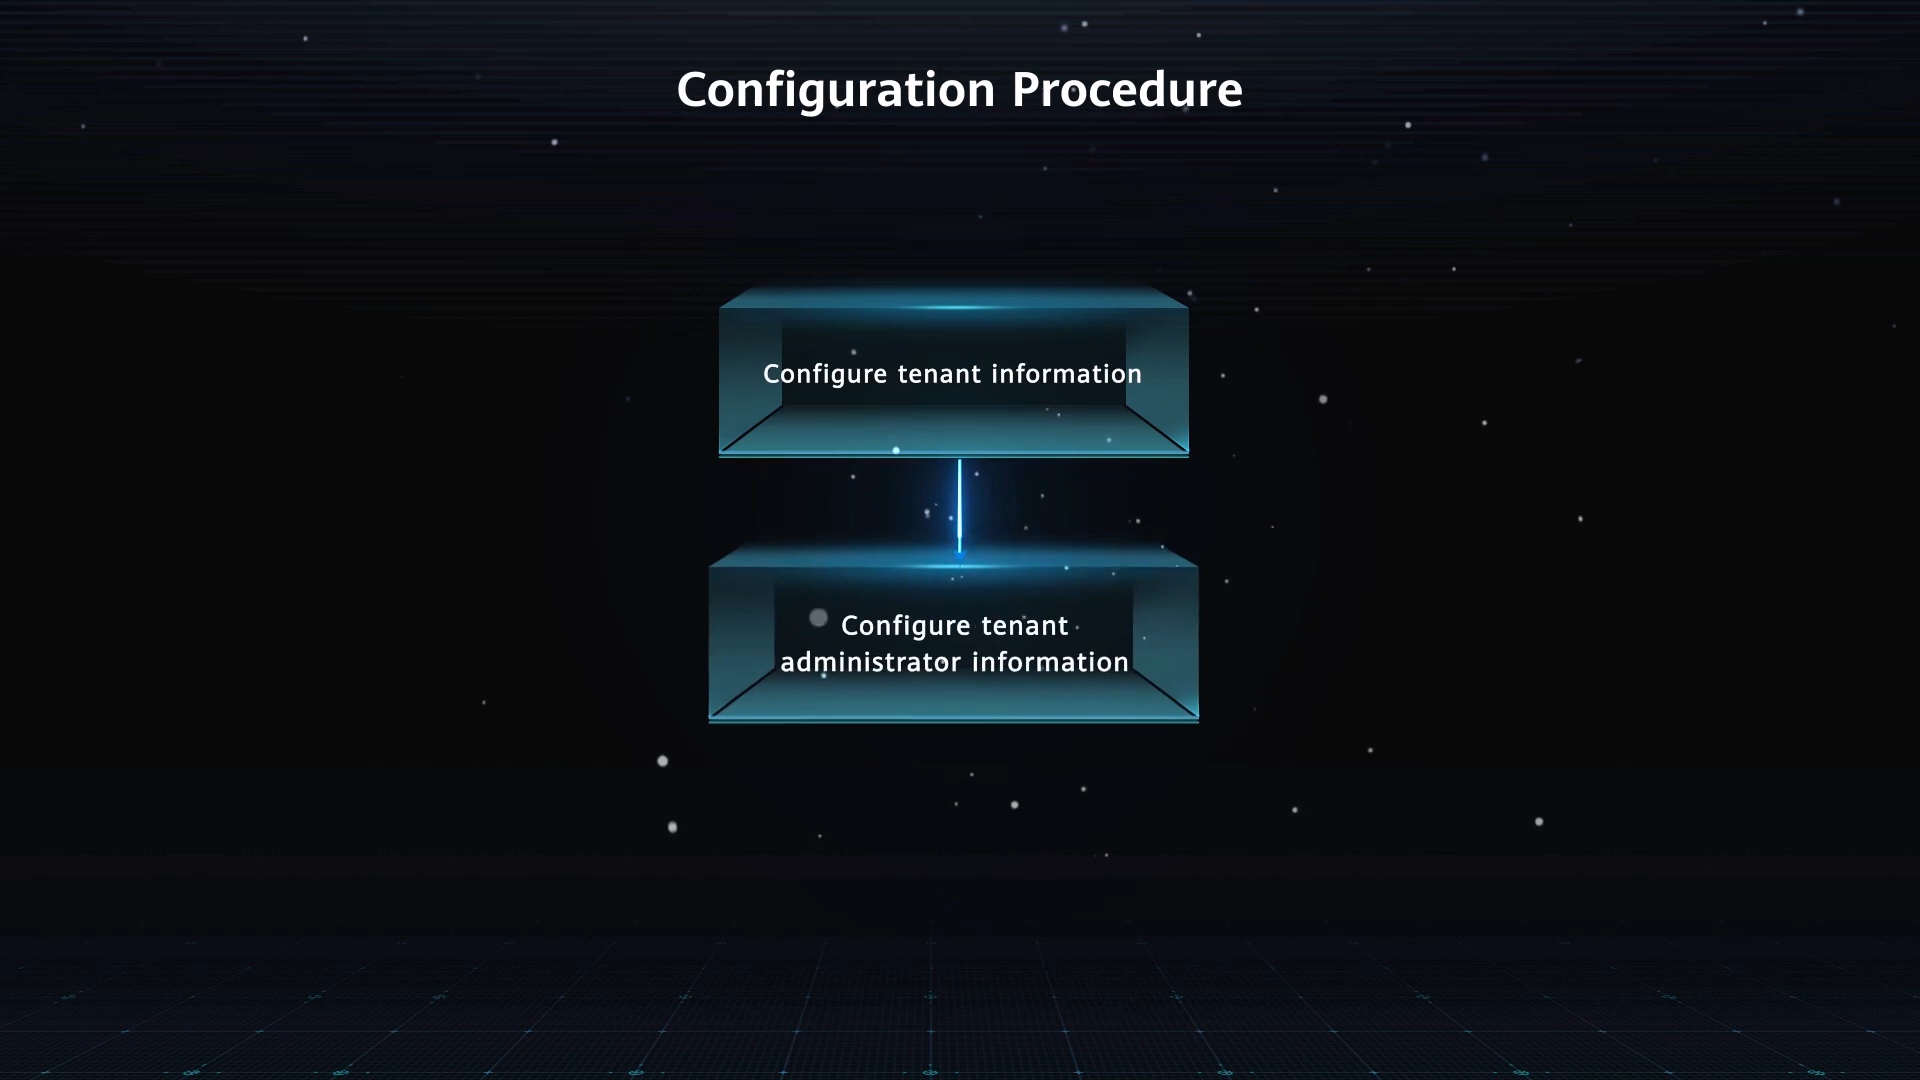 Configuration Procedure
Configure tenant information
Configure tenant
administrator information